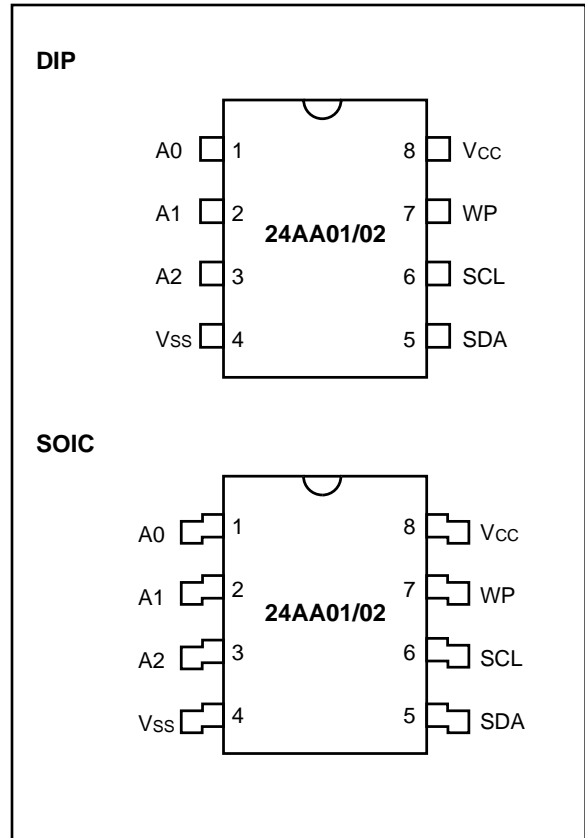 DIP
A0 1 8 VCC
A1 2 7 WP
24AA01/02
A2 3 6 SCL
VSS 4 5 SDA
SOIC
A0 1 8 VCC
A1 2 7 WP
24AA01/02
A2 3 6 SCL
VSS 4 5 SDA